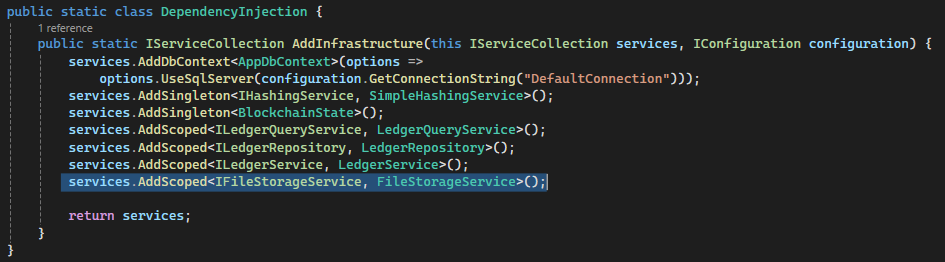 public static class DependencyInjection {
1 reference
public static IServiceCollection AddInfrastructure(this IServiceCollection services, IConfiguration configuration) {
services.AddDbContext<AppDbContext>(options =>
options.UseSqlServer(configuration.GetConnectionString("DefaultConnection")));
services.AddSingleton<IHashingService, SimpleHashingService>();
services.AddSingleton<BlockchainState>();
services.AddScoped<ILedgerQueryService, LedgerQueryService>();
services.AddScoped<ILedgerRepository, LedgerRepository>();
services.AddScoped<ILedgerService, LedgerService>();
services.AddScoped<IFileStorageService, FileStorageService>();
return services;
}
}